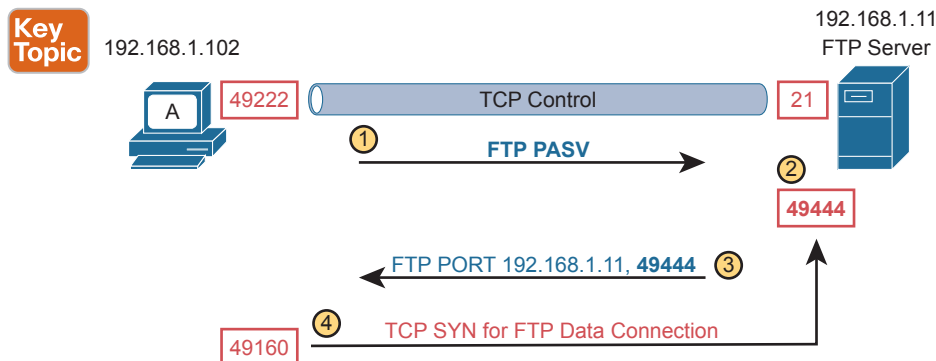 Key
Topic
192.168.1.102
192.168.1.11
FTP Server
A
49222
TCP Control
21
1
FTP PASV
2
49444
FTP PORT 192.168.1.11, 49444
3
4
TCP SYN for FTP Data Connection
49160